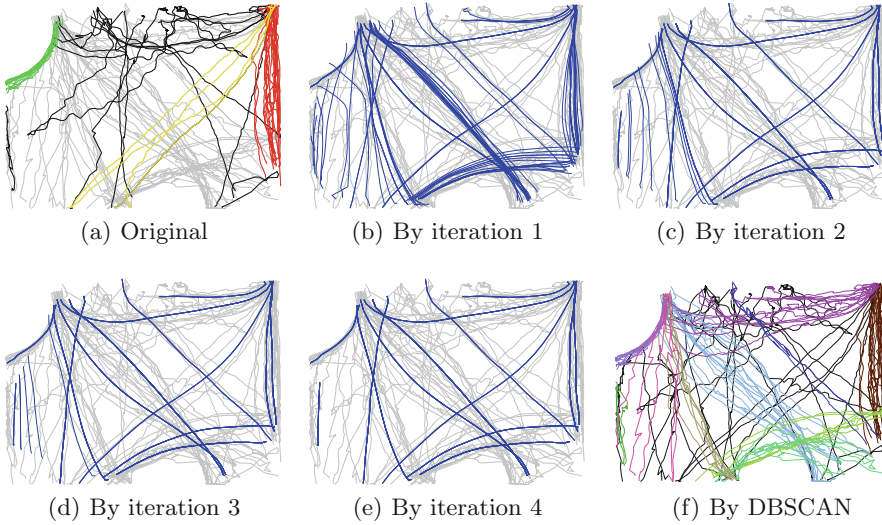 (a) Original
(b) By iteration 1
(c) By iteration 2
(d) By iteration 3
(e) By iteration 4
(f) By DBSCAN